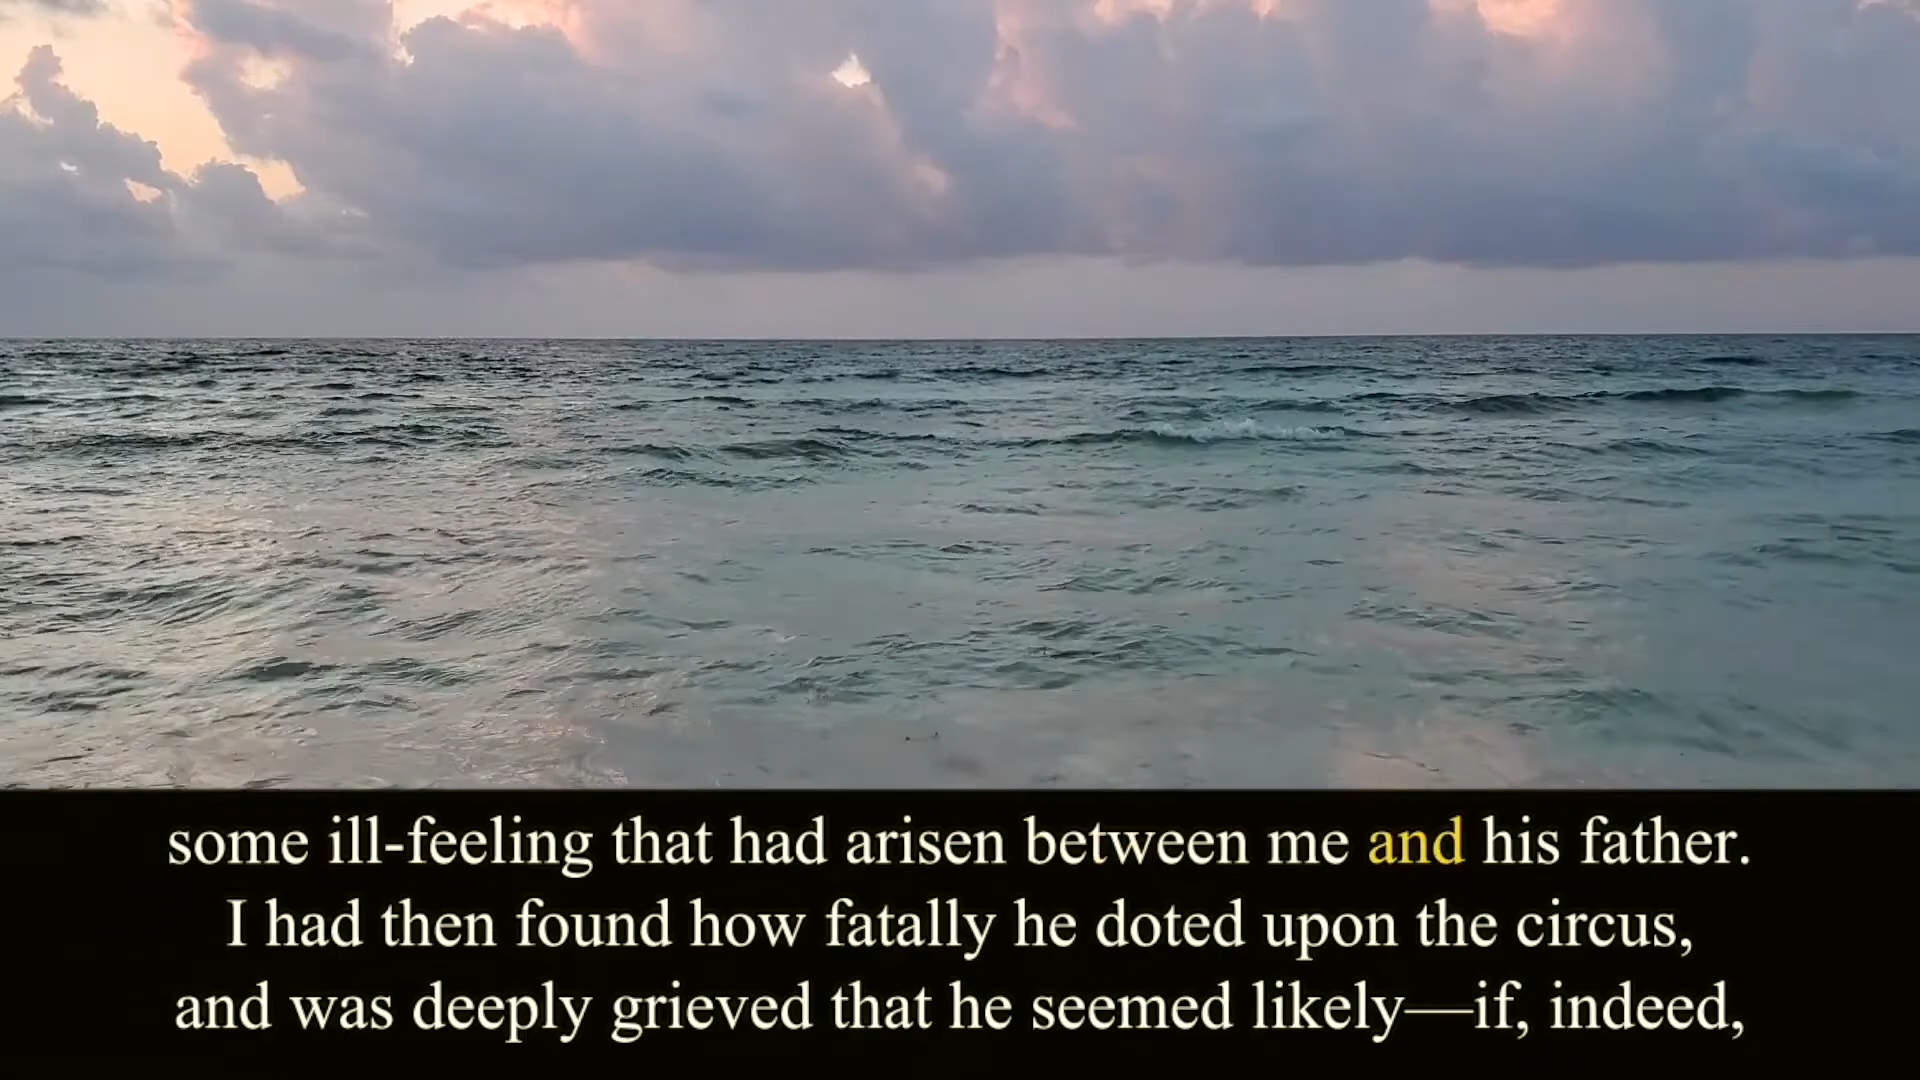 some ill-feeling that had arisen between me and his father.
I had then found how fatally he doted upon the circus,
and was deeply grieved that he seemed likely—if, indeed,